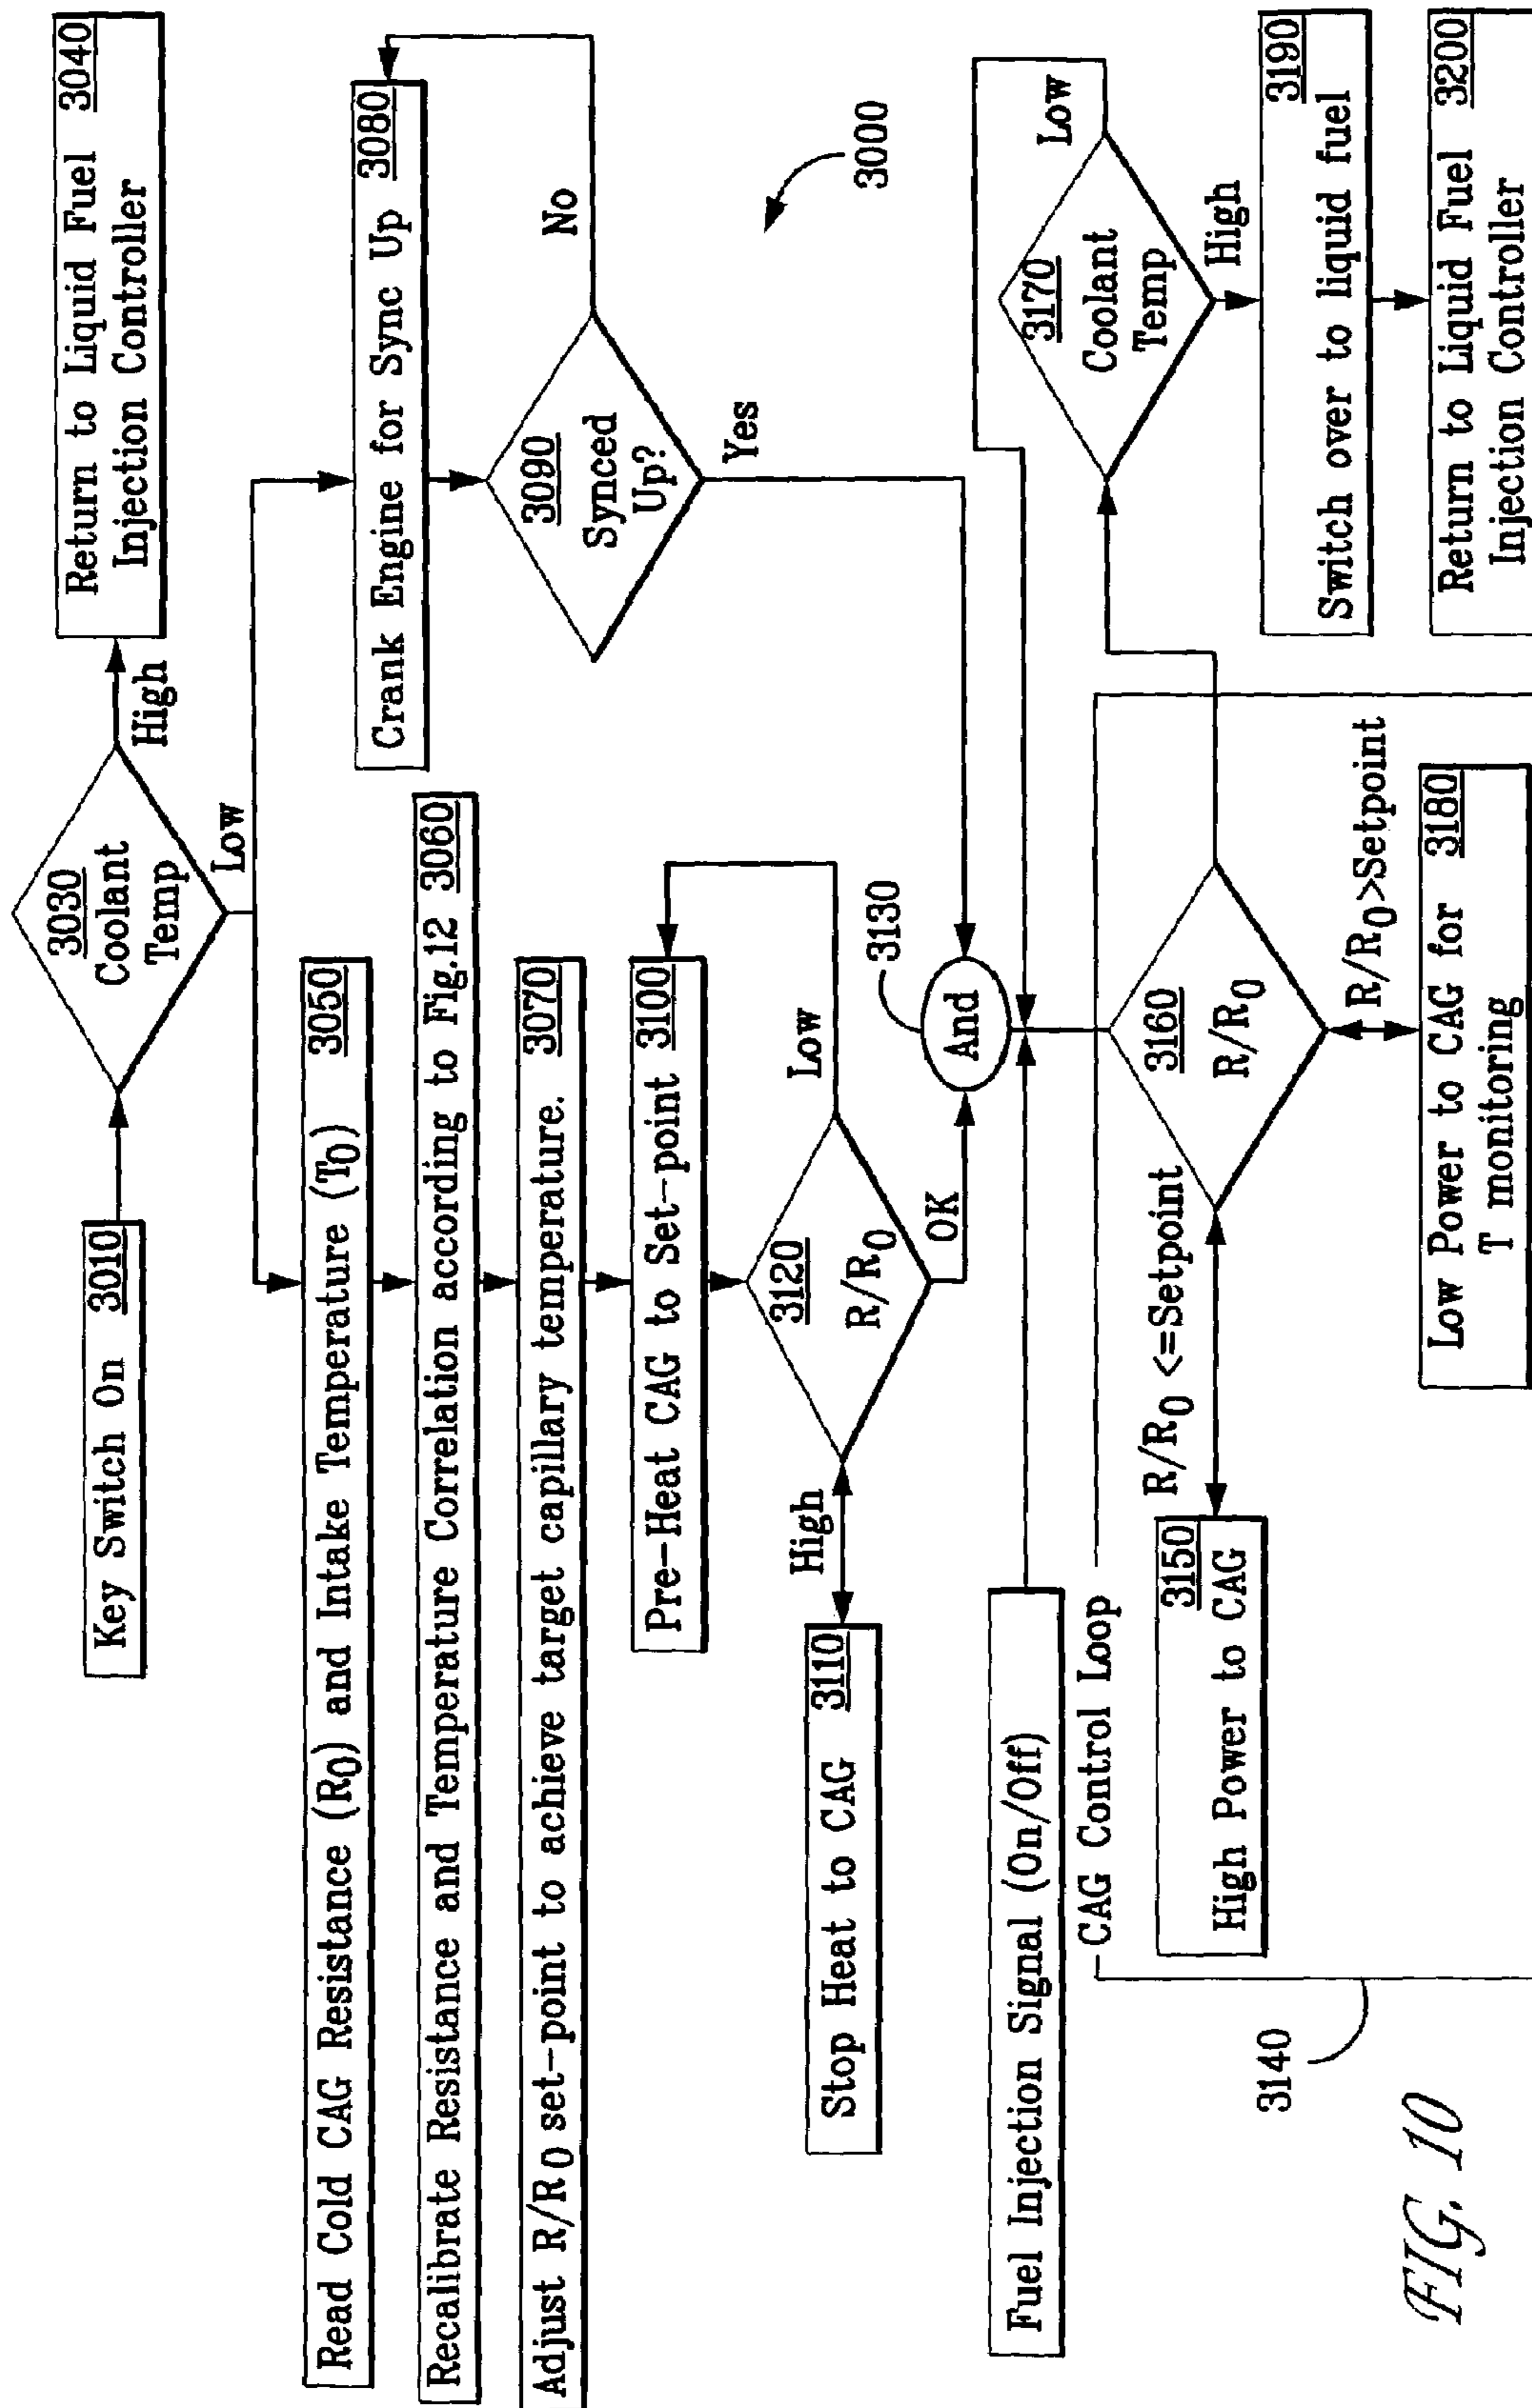 Key Switch On 3010
3030
Coolant
Temp
High
Return to Liquid Fuel 3040
Injection Controller
Low
Read Cold CAG Resistance (R0) and Intake Temperature (T0) 3050
Recalibrate Resistance and Temperature Correlation according to Fig.12 3060
Adjust R/R0 set-point to achieve target capillary temperature. 3070
Crank Engine for Sync Up 3080
3090
Synced
Up?
No
Yes
Pre-Heat CAG to Set-point 3100
Stop Heat to CAG 3110
High
3120
R/R0
Low
OK
And
3130
3000
Fuel Injection Signal (On/Off)
CAG Control Loop
3140
3150
High Power to CAG
R/R0 <=Setpoint
3160
R/R0
R/R0>Setpoint
Low Power to CAG for 3180
T monitoring
3170
Coolant
Temp
Low
High
3190
Switch over to liquid fuel
Return to Liquid Fuel 3200
Injection Controller
FIG. 10